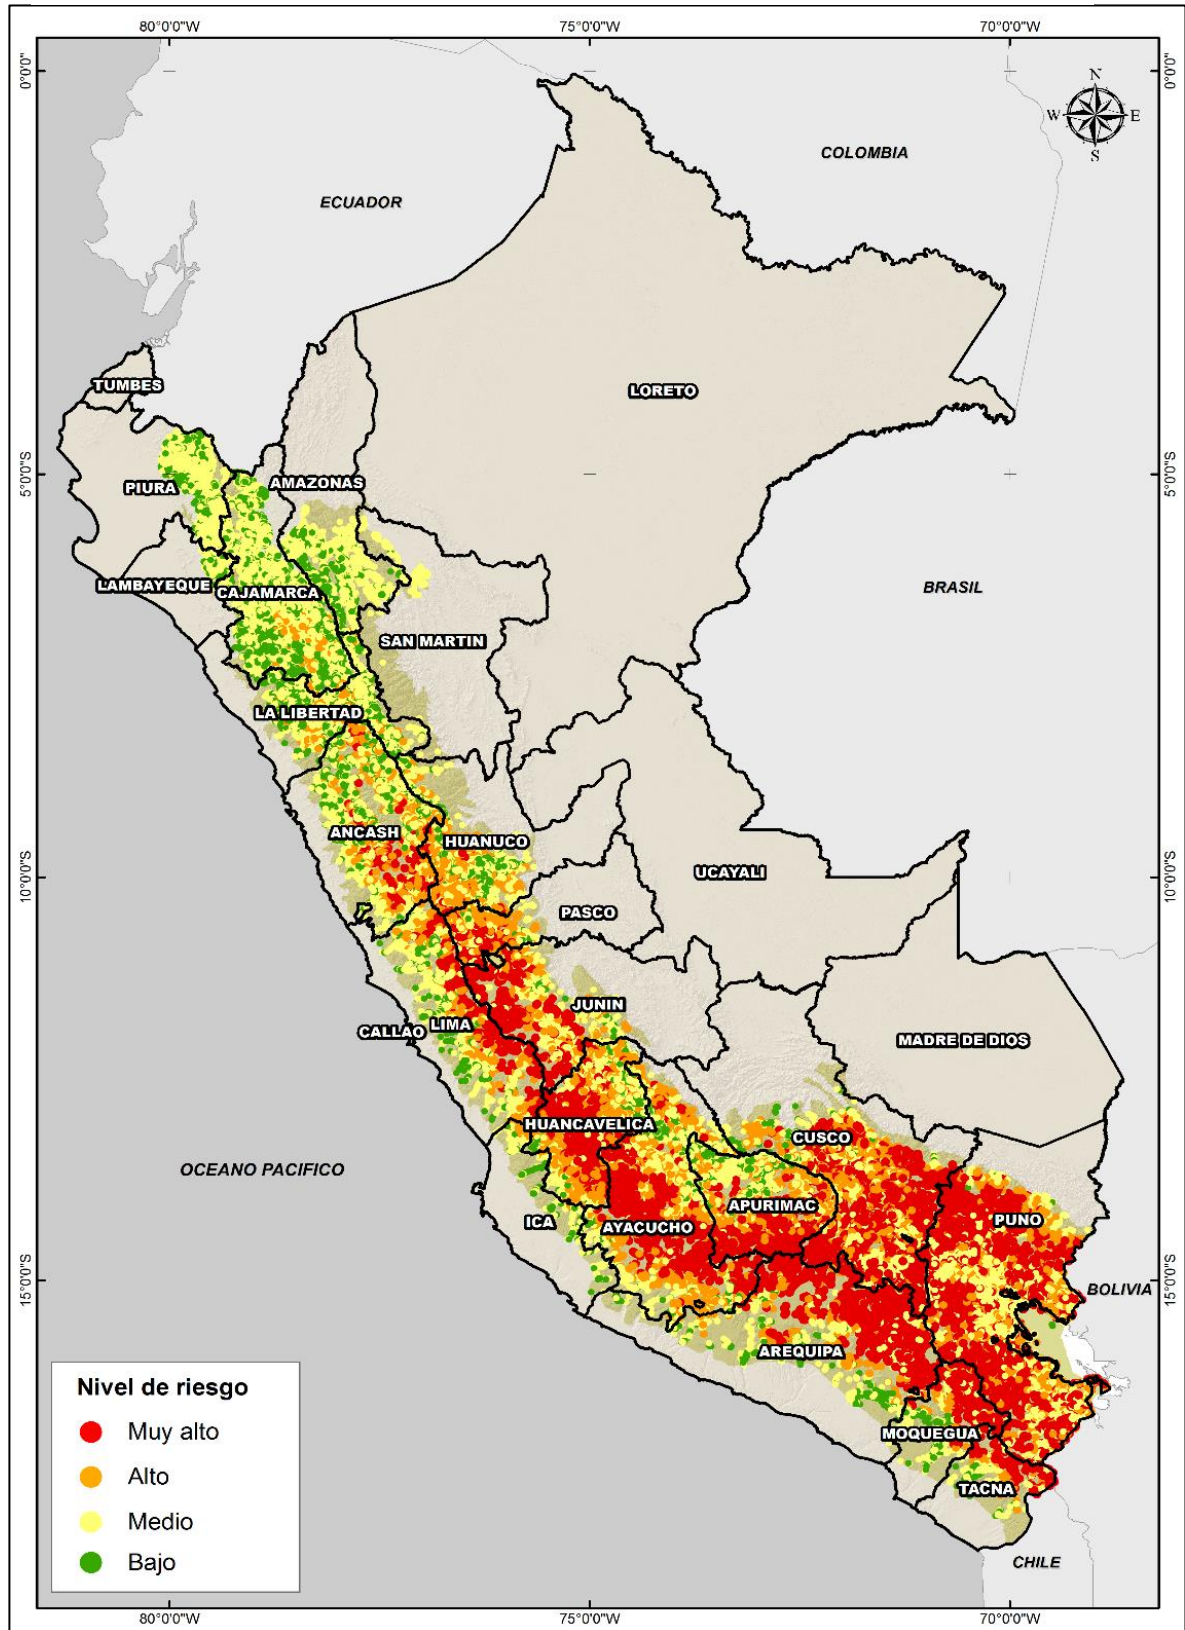 80°0'0"W
75°0'0"W
70°0'0"W
0°0'0"
0°0'0"
N
W
E
S
COLOMBIA
ECUADOR
TUMBES
LORETO
5°0'0"S
5°0'0"S
AMAZONAS
PIURA
LAMBAYEQUE
CAJAMARCA
BRASIL
SAN MARTIN
LA LIBERTAD
ANCASH
HUANUCO
UCAYALI
10°0'0"S
10°0'0"S
PASCO
JUNIN
LIMA
CALLAO
MADRE DE DIOS
HUANCAVELICA
CUSCO
OCEANO PACIFICO
APURIMAC
ICA
AYACUCHO
PUNO
15°0'0"S
15°0'0"S
BOLIVIA
AREQUIPA
MOQUEGUA
TACNA
CHILE
Nivel de riesgo
Muy alto
Alto
Medio
Bajo
80°0'0"W
75°0'0"W
70°0'0"W